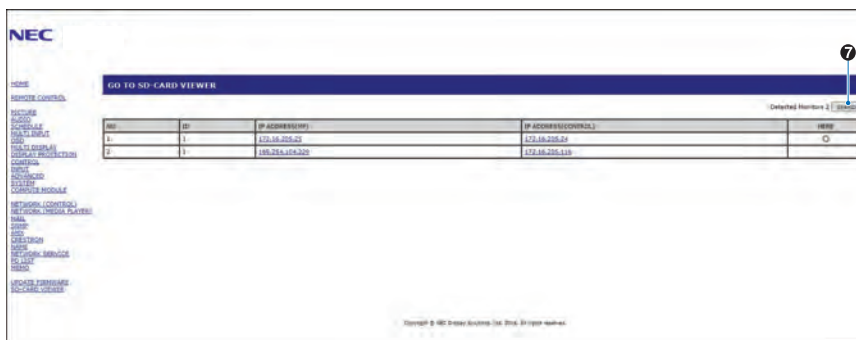 NEC
7
HOME
REMOTE CONTROL
PICTURE
AUDIO
SCHEDULE
MULTI INPUT
OSD
MULTI DISPLAY
DISPLAY PROTECTION
CONTROL
INPUT
ADVANCED
SYSTEM
COMPUTE MODULE
NETWORK (CONTROL)
NETWORK (MEDIA PLAYER)
MAIL
SNMP
AMX
CRESTRON
NAME
NETWORK SERVICE
PD LIST
MEMO
UPDATE FIRMWARE
SD-CARD VIEWER
GO TO SD-CARD VIEWER
Detected Monitors 2
NO ID IP ADDRESS(MP) IP ADDRESS(CONTROL) HERE
1 1 172.16.205.25 172.16.205.24 O
2 1 172.16.205.116